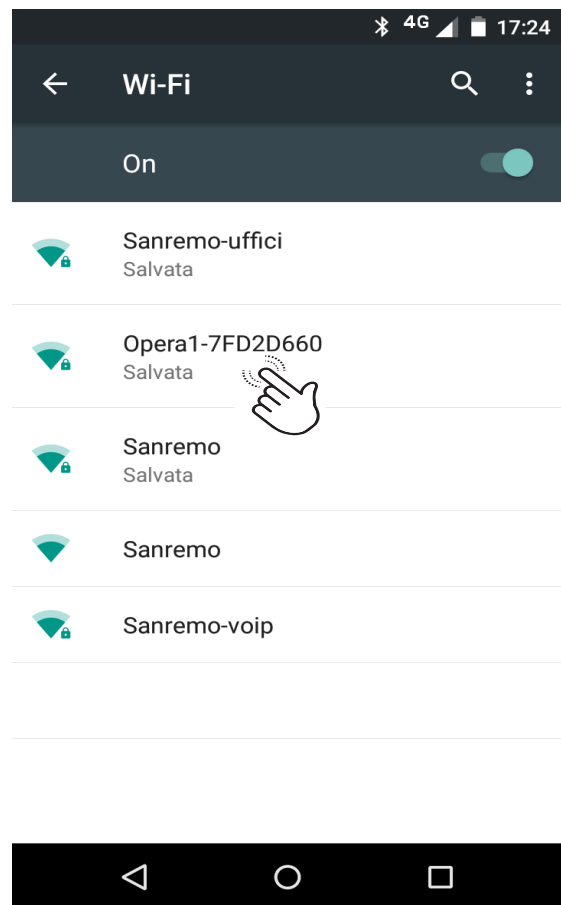 4G 17:24
Wi-Fi
On
Sanremo-uffici
Salvata
Opera1-7FD2D660
Salvata
Sanremo
Salvata
Sanremo
Sanremo-voip